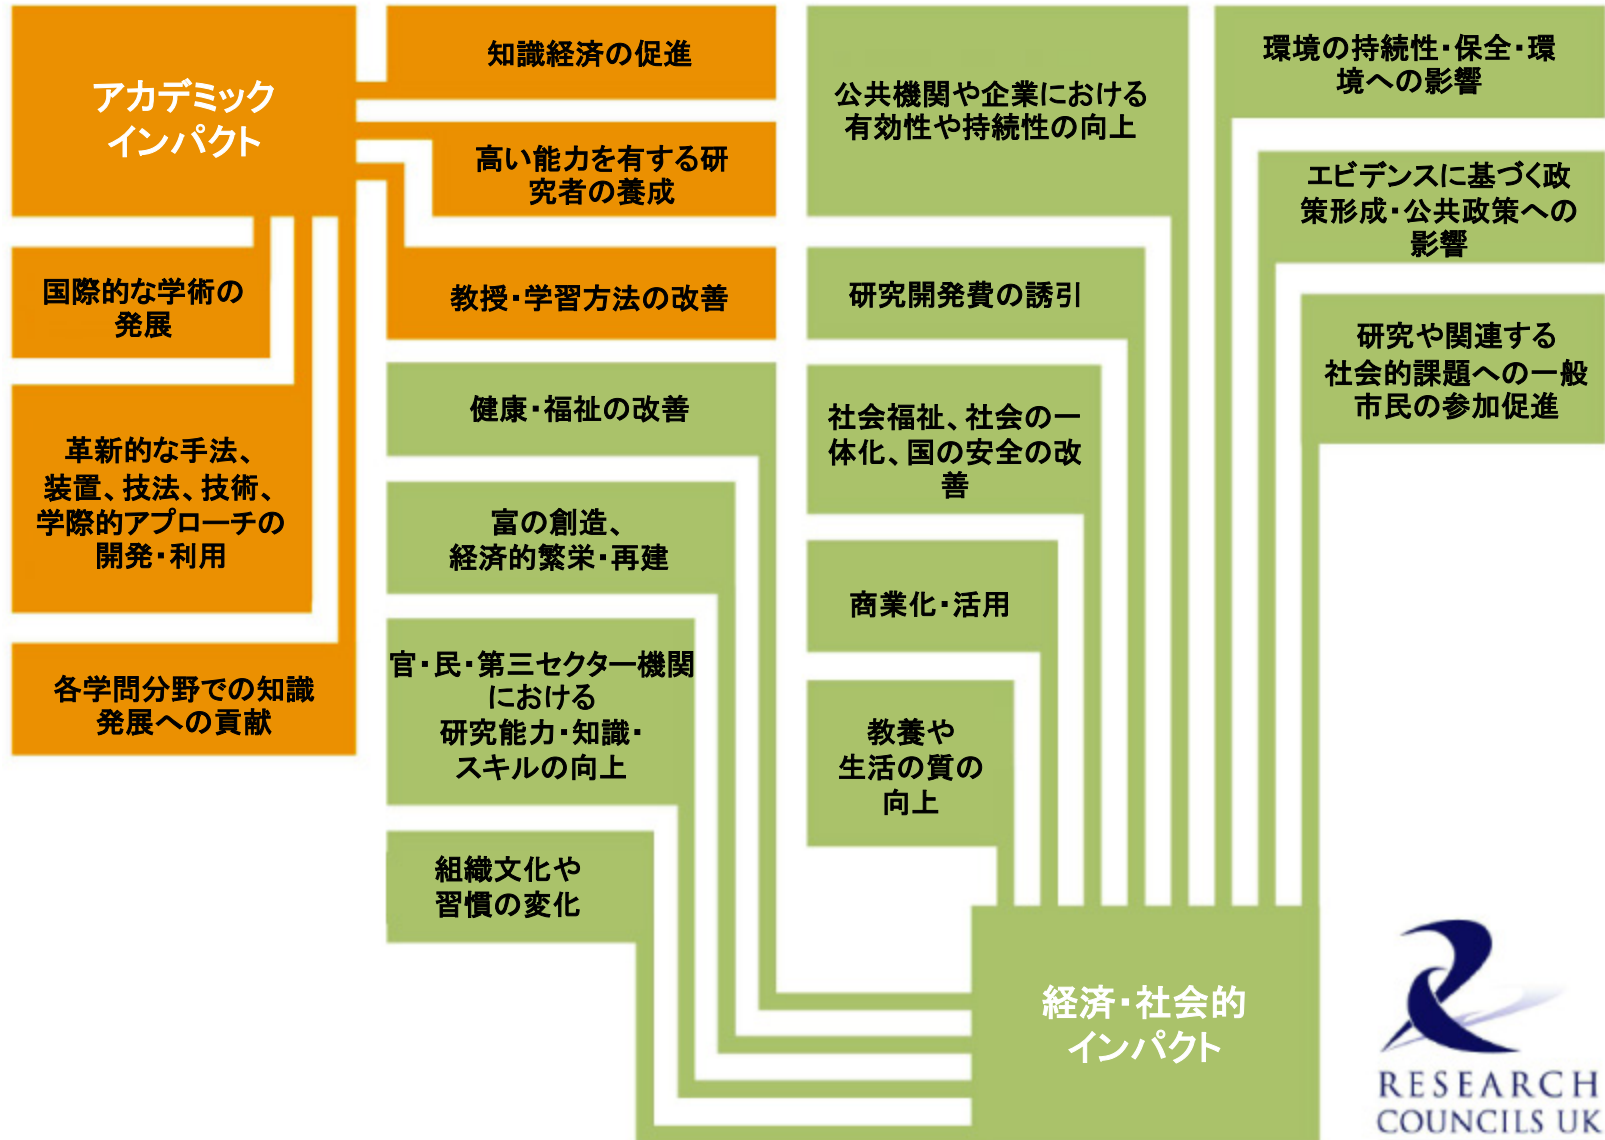 アカデミック
インパクト
知識経済の促進
高い能力を有する研
究者の養成
教授・学習方法の改善
国際的な学術の
発展
革新的な手法、
装置、技法、技術、
学際的アプローチの
開発・利用
各学問分野での知識
発展への貢献
健康・福祉の改善
富の創造、
経済的繁栄・再建
官・民・第三セクター機関
における
研究能力・知識・
スキルの向上
組織文化や
習慣の変化
公共機関や企業における
有効性や持続性の向上
研究開発費の誘引
社会福祉、社会の一
体化、国の安全の改
善
商業化・活用
教養や
生活の質の
向上
環境の持続性・保全・環
境への影響
エビデンスに基づく政
策形成・公共政策への
影響
研究や関連する
社会的課題への一般
市民の参加促進
経済・社会的
インパクト
RESEARCH
COUNCILS UK